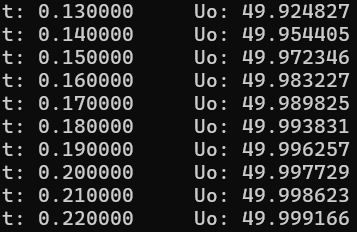 t: 0.130000 Uo: 49.924827
t: 0.140000 Uo: 49.954405
t: 0.150000 Uo: 49.972346
t: 0.160000 Uo: 49.983227
t: 0.170000 Uo: 49.989825
t: 0.180000 Uo: 49.993831
t: 0.190000 Uo: 49.996257
t: 0.200000 Uo: 49.997729
t: 0.210000 Uo: 49.998623
t: 0.220000 Uo: 49.999166